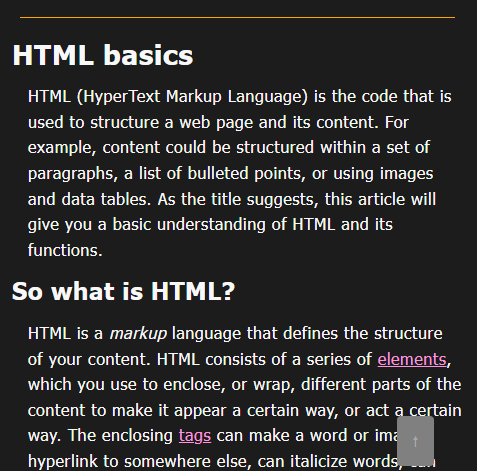 HTML basics
HTML (HyperText Markup Language) is the code that is
used to structure a web page and its content. For
example, content could be structured within a set of
paragraphs, a list of bulleted points, or using images
and data tables. As the title suggests, this article will
give you a basic understanding of HTML and its
functions.
So what is HTML?
HTML is a markup language that defines the structure
of your content. HTML consists of a series of elements,
which you use to enclose, or wrap, different parts of the
content to make it appear a certain way, or act a certain
way. The enclosing tags can make a word or
↑
hyperlink to somewhere else, can italicize words,